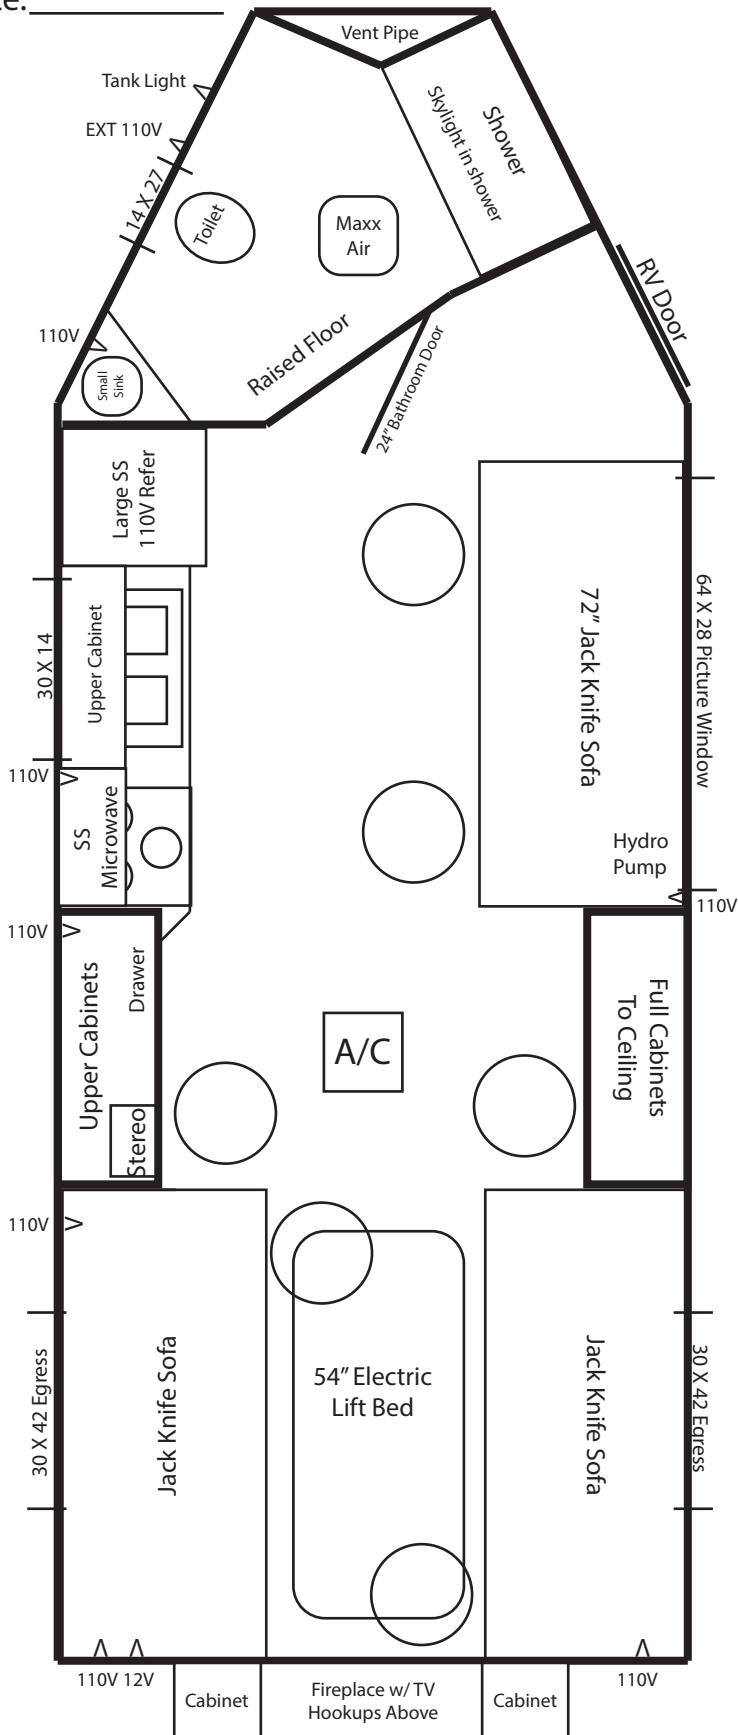 te:
Vent Pipe
Tank Light
EXT 110V
14 X 27
Toilet
Maxx
Air
Shower
Skylight in shower
RV Door
110V
Small
Sink
Raised Floor
24" Bathroom Door
Large SS
110V Refer
30 X 14
Upper Cabinet
72" Jack Knife Sofa
64 X 28 Picture Window
110V
SS
Microwave
Hydro
Pump
110V
110V
Upper Cabinets
Drawer
Stereo
A/C
Full Cabinets
To Ceiling
110V
30 X 42 Egress
Jack Knife Sofa
54" Electric
Lift Bed
Jack Knife Sofa
30 X 42 Egress
110V 12V
110V
Cabinet
Fireplace w/ TV
Hookups Above
Cabinet